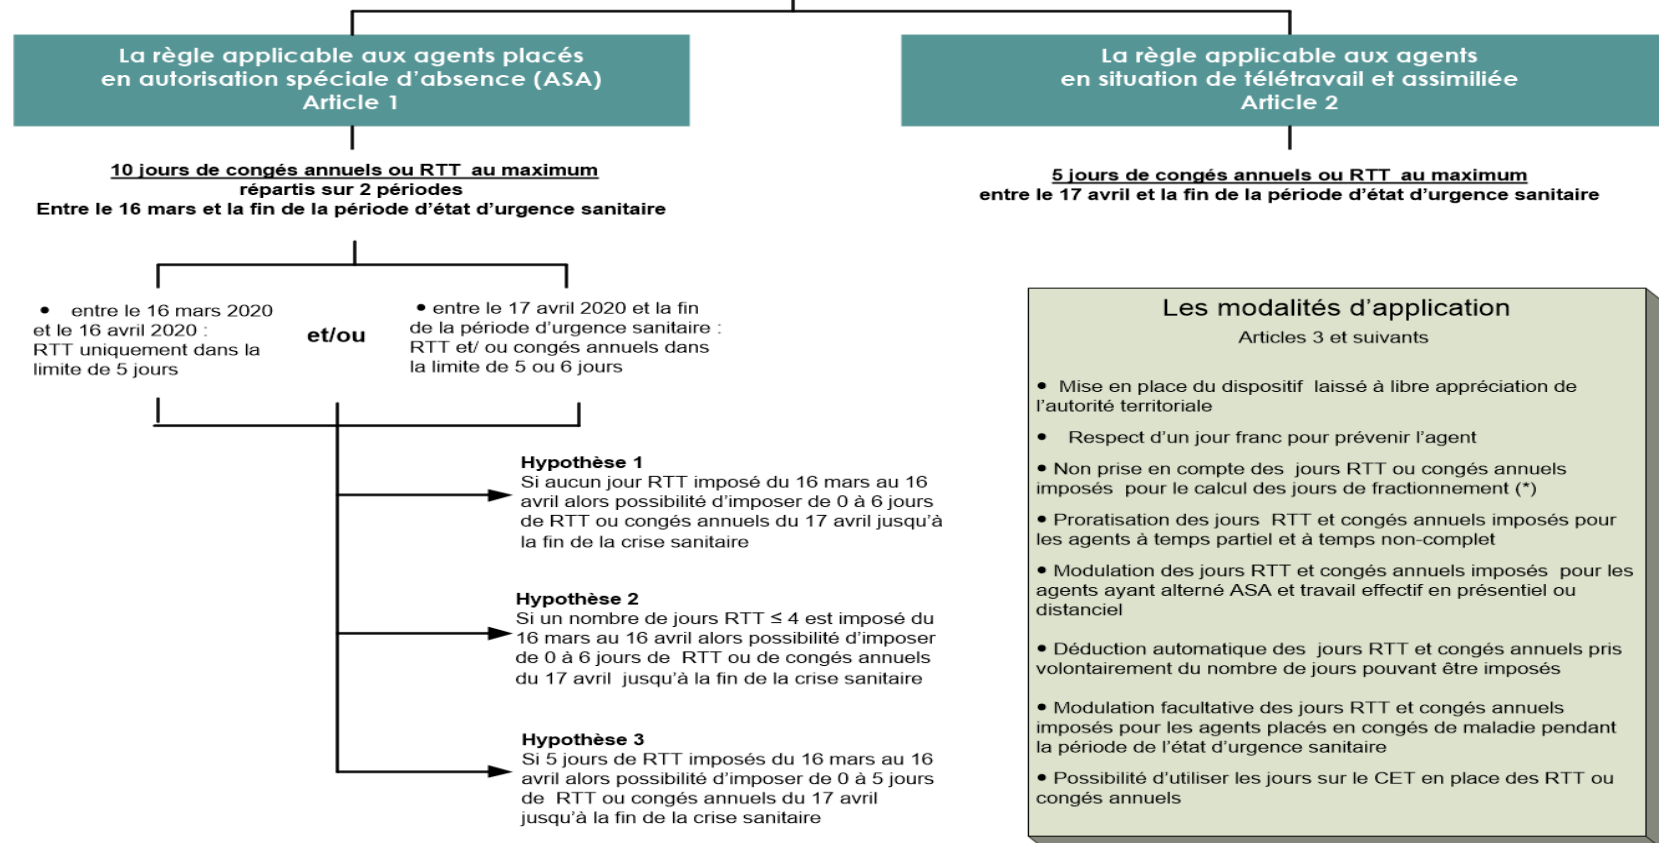 La règle applicable aux agents placés
en autorisation spéciale d'absence (ASA)
Article 1
La règle applicable aux agents
en situation de télétravail et assimiliée
Article 2
10 jours de congés annuels ou RTT au maximum
répartis sur 2 périodes
Entre le 16 mars et la fin de la période d'état d'urgence sanitaire
5 jours de congés annuels ou RTT au maximum
entre le 17 avril et la fin de la période d'état d'urgence sanitaire
• entre le 16 mars 2020
et le 16 avril 2020 :
RTT uniquement dans la
limite de 5 jours
et/ou
• entre le 17 avril 2020 et la fin
de la période d'urgence sanitaire :
RTT et/ ou congés annuels dans
la limite de 5 ou 6 jours
Hypothèse 1
Si aucun jour RTT imposé du 16 mars au 16
avril alors possibilité d'imposer de 0 à 6 jours
de RTT ou congés annuels du 17 avril jusqu'à
la fin de la crise sanitaire
Hypothèse 2
Si un nombre de jours RTT ≤ 4 est imposé du
16 mars au 16 avril alors possibilité d'imposer
de 0 à 6 jours de RTT ou de congés annuels
du 17 avril jusqu'à la fin de la crise sanitaire
Hypothèse 3
Si 5 jours de RTT imposés du 16 mars au 16
avril alors possibilité d'imposer de 0 à 5 jours
de RTT ou congés annuels du 17 avril
jusqu'à la fin de la crise sanitaire
Les modalités d'application
Articles 3 et suivants
• Mise en place du dispositif laissé à libre appréciation de
l'autorité territoriale
• Respect d'un jour franc pour prévenir l'agent
• Non prise en compte des jours RTT ou congés annuels
imposés pour le calcul des jours de fractionnement (*)
• Proratisation des jours RTT et congés annuels imposés pour
les agents à temps partiel et à temps non-complet
• Modulation des jours RTT et congés annuels imposés pour les
agents ayant alterné ASA et travail effectif en présentiel ou
distanciel
• Déduction automatique des jours RTT et congés annuels pris
volontairement du nombre de jours pouvant être imposés
• Modulation facultative des jours RTT et congés annuels
imposés pour les agents placés en congés de maladie pendant
la période de l'état d'urgence sanitaire
• Possibilité d'utiliser les jours sur le CET en place des RTT ou
congés annuels